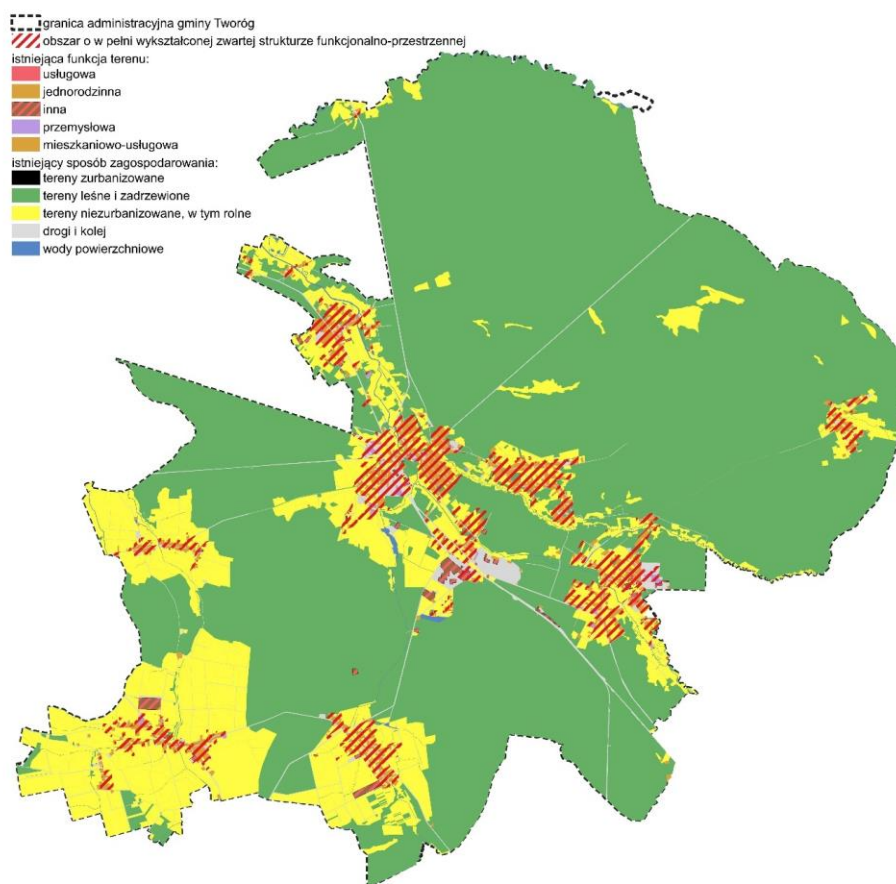 granica administracyjna gminy Tworóg
obszar o w pełni wykształconej zwartej strukturze funkcjonalno-przestrzennej
istniejąca funkcja terenu:
usługowa
jednorodzinna
inna
przemysłowa
mieszkaniowo-usługowa
istniejący sposób zagospodarowania:
tereny zurbanizowane
tereny leśne i zadrzewione
tereny niezurbanizowane, w tym rolne
drogi i kolej
wody powierzchniowe